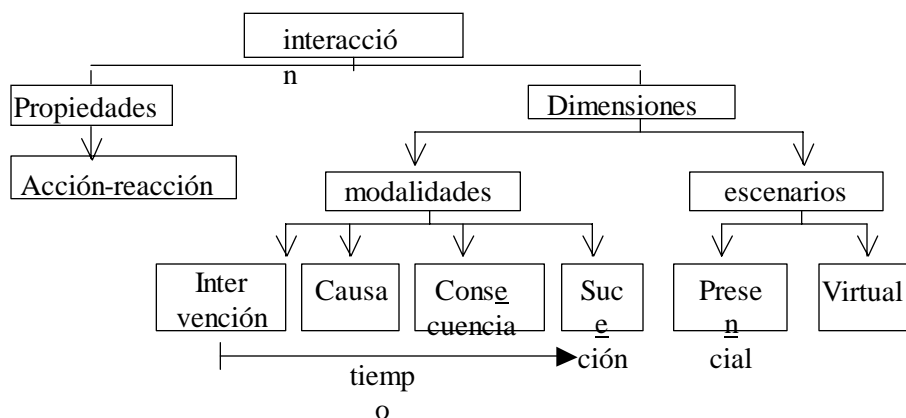 interacció
n
Propiedades
Dimensiones
Acción-reacción
modalidades
escenarios
Inter
vención
Causa
Conse
cuencia
Suc
e
ción
Prese
n
cial
Virtual
tiemp
o